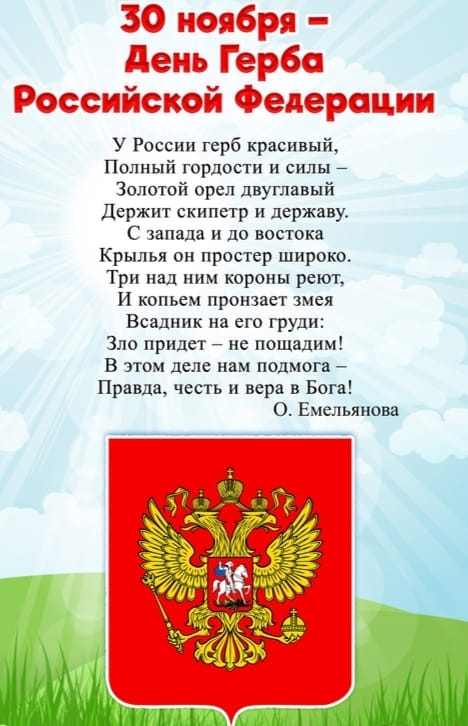 30 ноября –
День Герба
Российской Федерации
У России герб красивый,
Полный гордости и силы –
Золотой орел двуглавый
Держит скипетр и державу.
С запада и до востока
Крылья он простер широко.
Три над ним короны реют,
И копьем пронзает змея
Всадник на его груди:
Зло придет – не пощадим!
В этом деле нам подмога –
Правда, честь и вера в Бога!
О. Емельянова